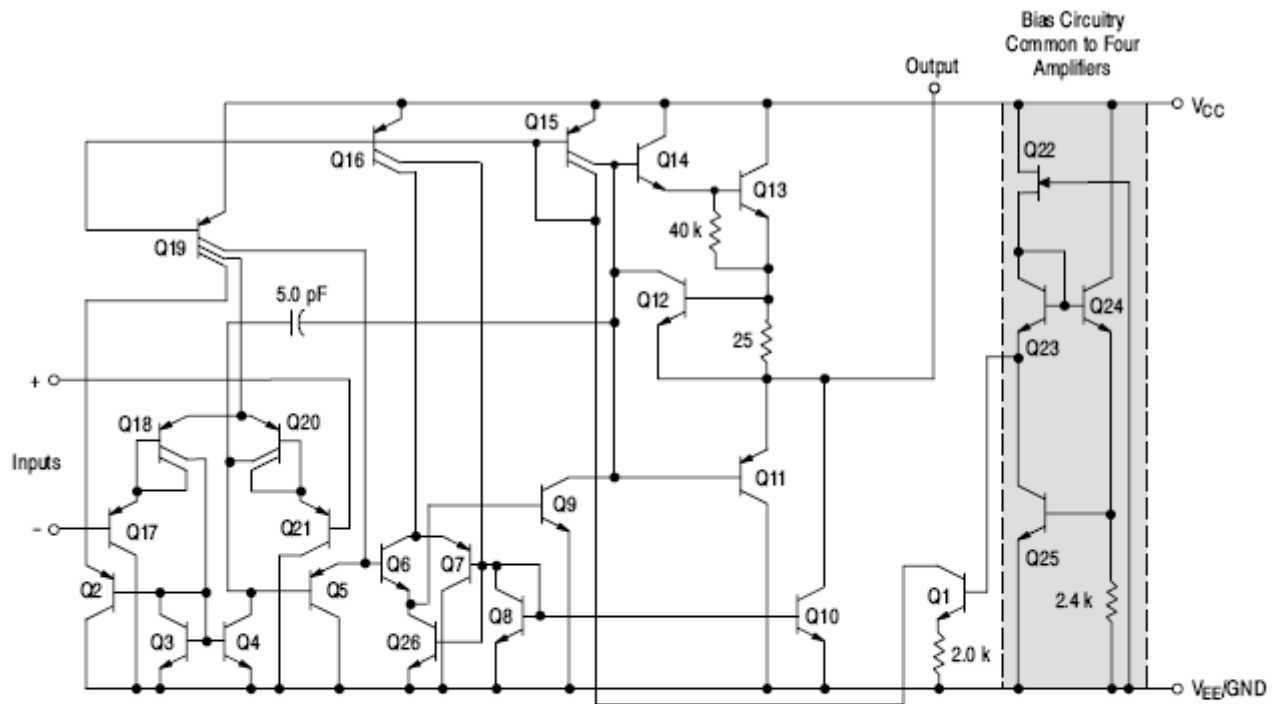 Bias Circuitry
Common to Four
Amplifiers
Output
V_CC
Q15
Q14
Q16
Q13
Q22
Q19
40 k
5.0 pF
Q12
Q24
25
Q23
+
Q18
Q20
Inputs
Q11
Q9
−
Q17
Q21
Q25
Q2
Q5
Q6
Q7
Q1
2.4 k
Q3
Q4
Q26
Q8
Q10
2.0 k
V_EE/GND